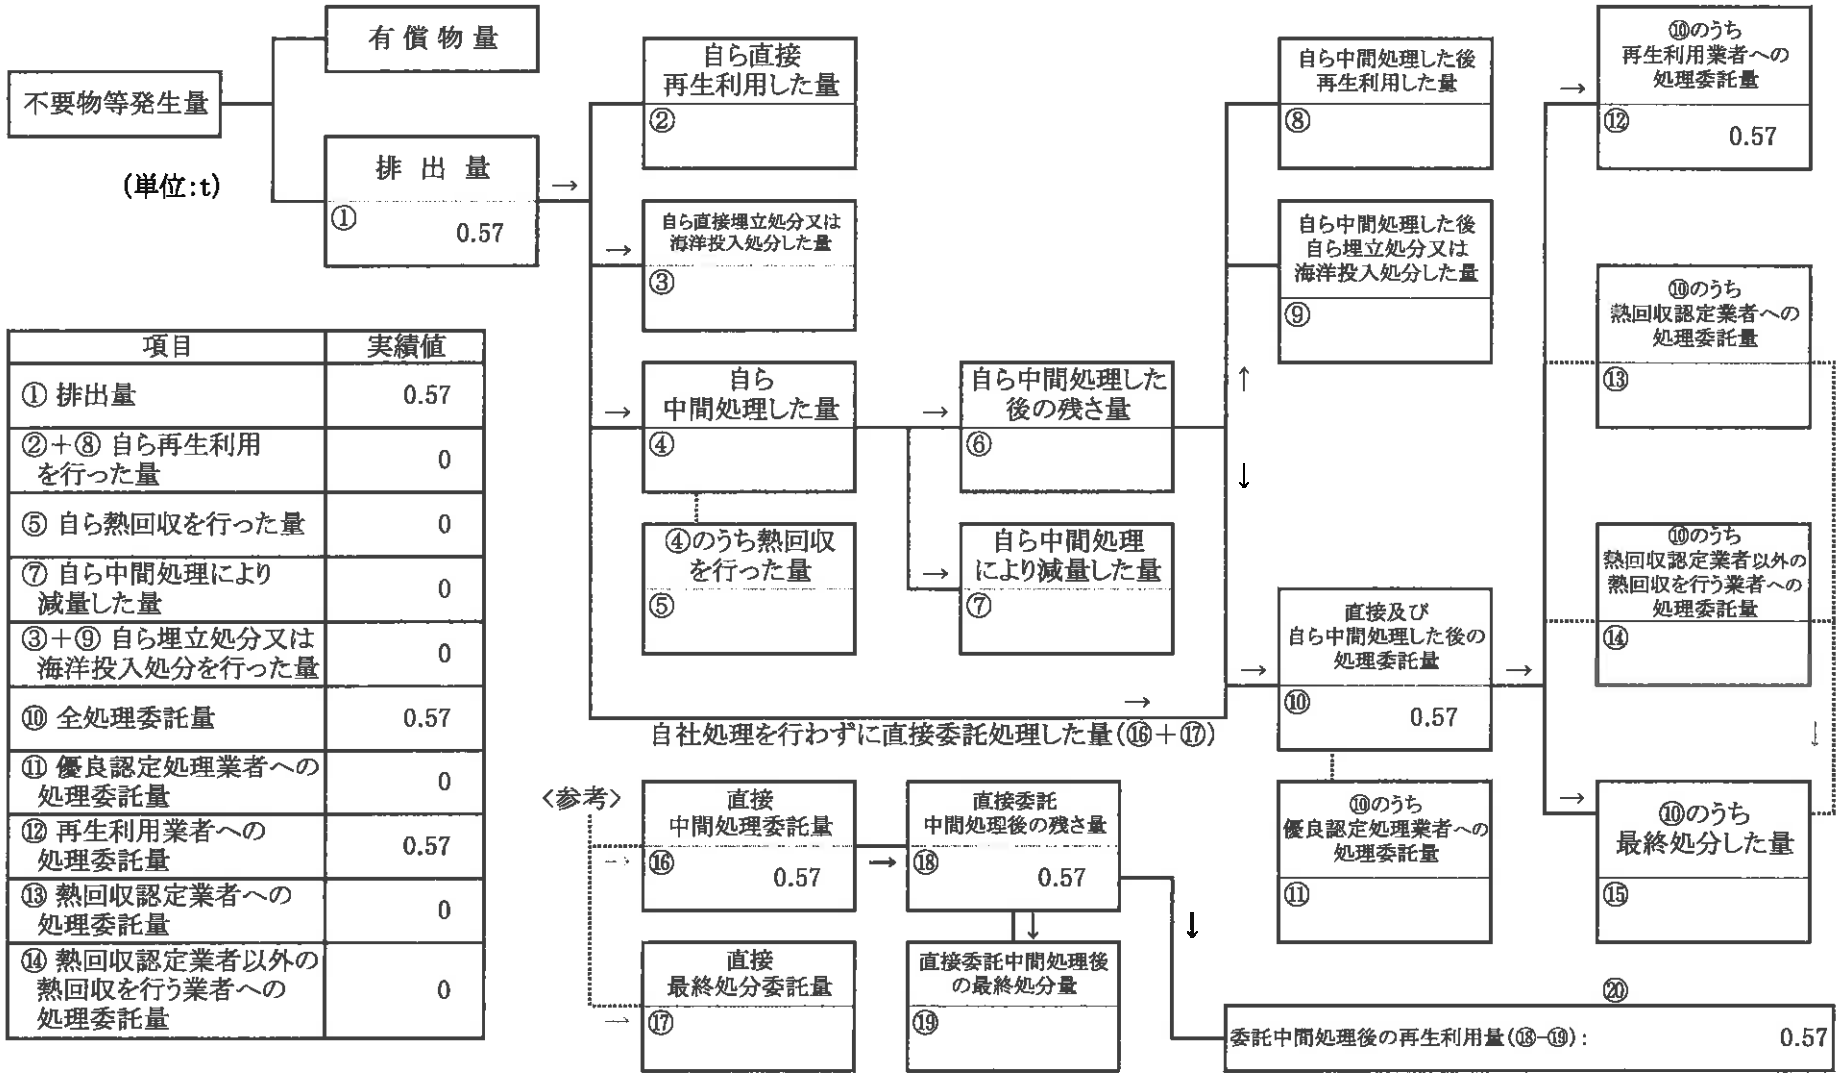 不要物等発生量
(単位:t)
有償物量
排出量
①
0.57
自ら直接
再生利用した量
②
自ら直接埋立処分又は
海洋投入処分した量
③
自ら
中間処理した量
④
④のうち熱回収
を行った量
⑤
自ら中間処理した
後の残さ量
⑥
自ら中間処理
により減量した量
⑦
自ら中間処理した後
再生利用した量
⑧
自ら中間処理した後
自ら埋立処分又は
海洋投入処分した量
⑨
直接及び
自ら中間処理した後の
処理委託量
⑩
0.57
⑩のうち
優良認定処理業者への
処理委託量
⑪
⑩のうち
再生利用業者への
処理委託量
⑫
0.57
⑩のうち
熱回収認定業者への
処理委託量
⑬
⑩のうち
熱回収認定業者以外の
熱回収を行う業者への
処理委託量
⑭
⑩のうち
最終処分した量
⑮
自社処理を行わずに直接委託処理した量(⑯+⑰)
<参考>
直接
中間処理委託量
⑯
0.57
直接
最終処分委託量
⑰
直接委託
中間処理後の残さ量
⑱
0.57
直接委託中間処理後
の最終処分量
⑲
⑳
委託中間処理後の再生利用量(⑱-⑲): 0.57
項目 実績値
① 排出量 0.57
②+⑧ 自ら再生利用
を行った量 0
⑤ 自ら熱回収を行った量 0
⑦ 自ら中間処理により
減量した量 0
③+⑨ 自ら埋立処分又は
海洋投入処分を行った量 0
⑩ 全処理委託量 0.57
⑪ 優良認定処理業者への
処理委託量 0
⑫ 再生利用業者への
処理委託量 0.57
⑬ 熱回収認定業者への
処理委託量 0
⑭ 熱回収認定業者以外の
熱回収を行う業者への
処理委託量 0